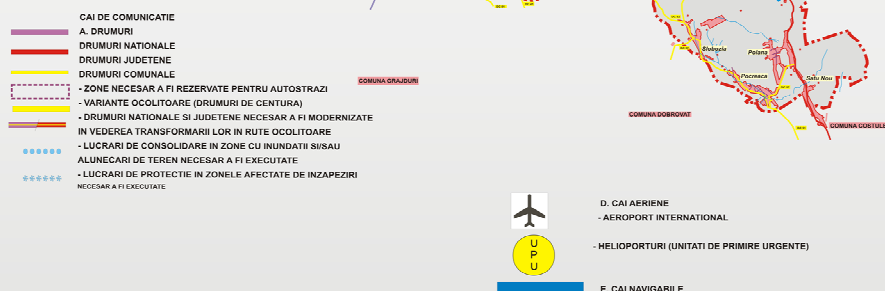 CAI DE COMUNICATIE
A. DRUMURI
DRUMURI NATIONALE
DRUMURI JUDETENE
DRUMURI COMUNALE
- ZONE NECESAR A FI REZERVATE PENTRU AUTOSTRAZI
- VARIANTE OCOLITOARE (DRUMURI DE CENTURA)
- DRUMURI NATIONALE SI JUDETENE NECESAR A FI MODERNIZATE
IN VEDEREA TRANSFORMARII LOR IN RUTE OCOLITOARE
- LUCRARI DE CONSOLIDARE IN ZONE CU INUNDATII SI/SAU
ALUNECARI DE TEREN NECESAR A FI EXECUTATE
- LUCRARI DE PROTECTIE IN ZONELE AFECTATE DE INZAPEZIRI
NECESAR A FI EXECUTATE
COMUNA GRAJDURI
Slobozia
Poiana
Pocreaca
Satu Nou
COMUNA DOBROVAT
COMUNA COSTULE
D. CAI AERIENE
- AEROPORT INTERNATIONAL
U
P
U
- HELIOPORTURI (UNITATI DE PRIMIRE URGENTE)
E. CAI NAVIGABILE